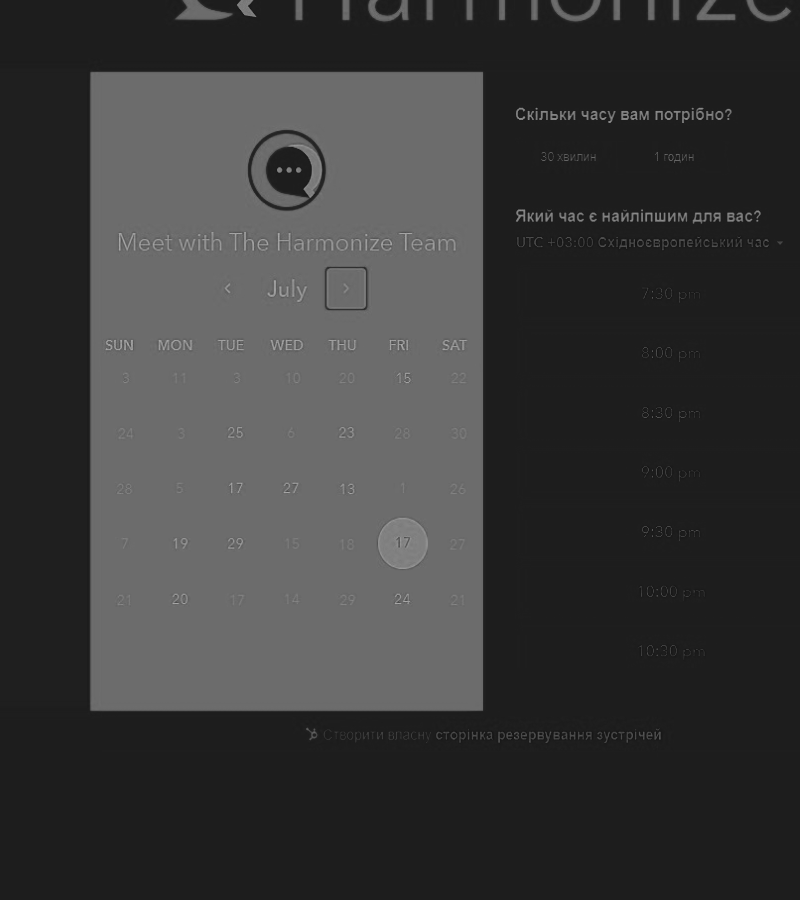 Harmonize
Meet with The Harmonize Team
July
SUN MON TUE WED THU FRI SAT
3 11 3 10 20 15 22
24 3 25 6 23 28 30
28 5 17 27 13 1 26
7 19 29 15 18 17 27
21 20 17 14 29 24 21
Скільки часу вам потрібно?
30 хвилин 1 годин
Який час є найліпшим для вас?
UTC +03:00 Східноєвропейський час
7:30 pm
8:00 pm
8:30 pm
9:00 pm
9:30 pm
10:00 pm
10:30 pm
Створити власну сторінка резервування зустрічей